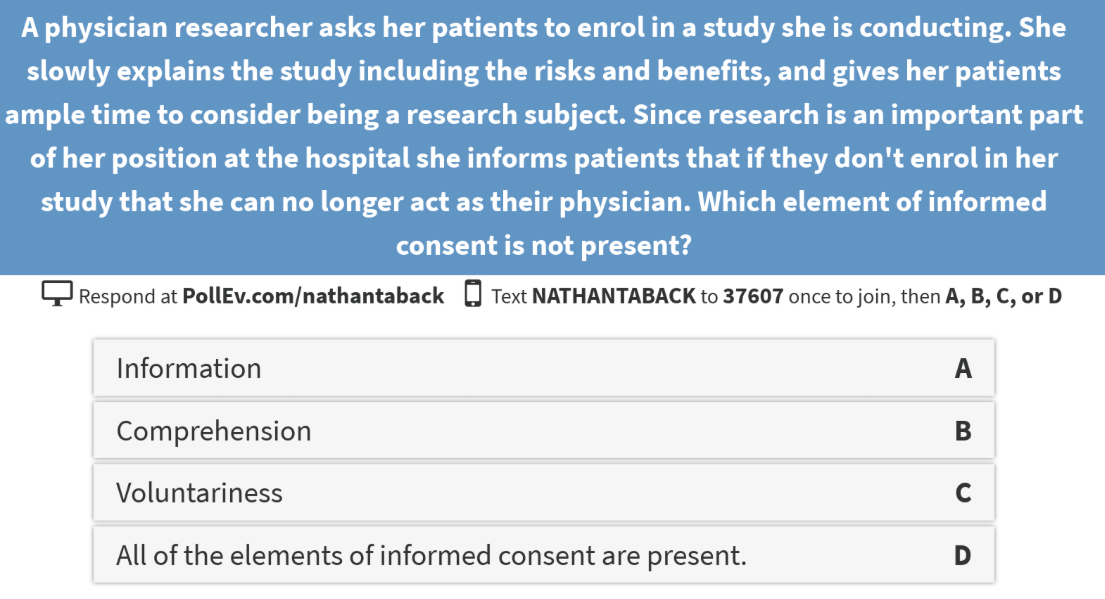 A physician researcher asks her patients to enrol in a study she is conducting. She
slowly explains the study including the risks and benefits, and gives her patients
ample time to consider being a research subject. Since research is an important part
of her position at the hospital she informs patients that if they don't enrol in her
study that she can no longer act as their physician. Which element of informed
consent is not present?
Respond at PollEv.com/nathantaback Text NATHANTABACK to 37607 once to join, then A, B, C, or D
Information A
Comprehension B
Voluntariness C
All of the elements of informed consent are present. D